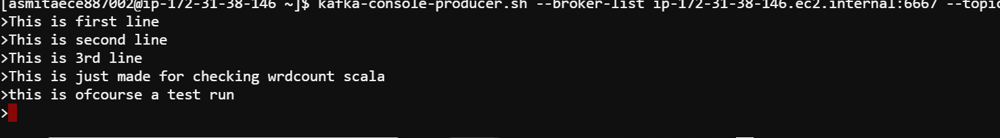 [asmitaece887002@ip-172-31-38-146 ~]$ kafka-console-producer.sh --broker-list ip-172-31-38-146.ec2.internal:6667 --topic
>This is first line
>This is second line
>This is 3rd line
>This is just made for checking wrdcount scala
>this is ofcourse a test run
>